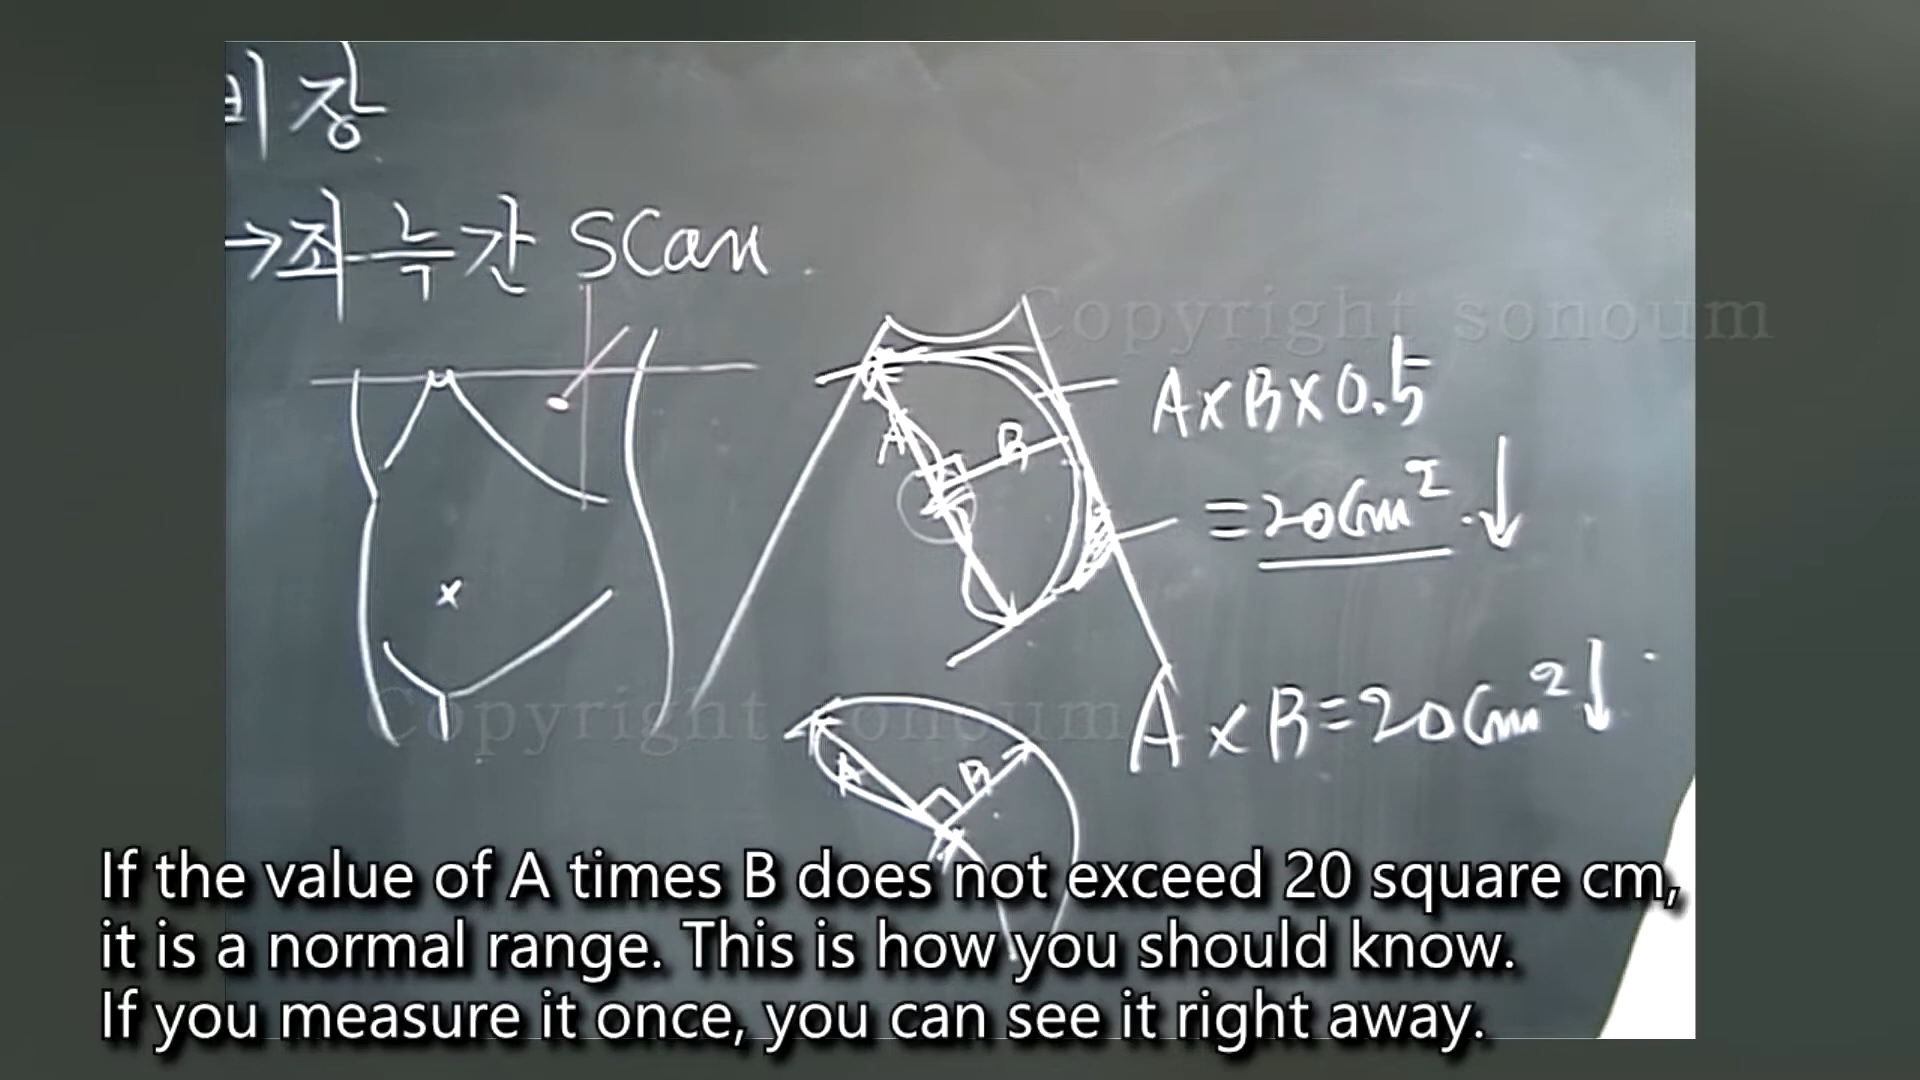 비장
→좌늑간 SCan
Copyright sonoum
A×B×0.5
=20Cm² ↓
A
B
A×B=20Cm² ↓
Copyright sonoum
A
B
If the value of A times B does not exceed 20 square cm,
it is a normal range. This is how you should know.
If you measure it once, you can see it right away.